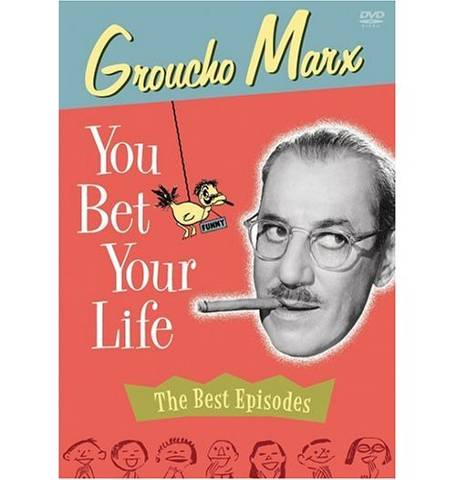 DVD
Groucho Marx
You
Bet
Your
Life
FUNNY
The Best Episodes